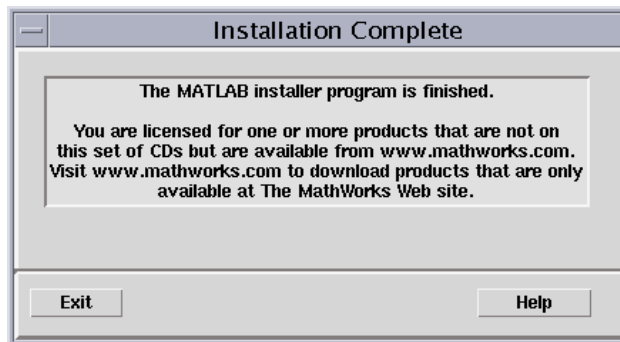 Installation Complete
The MATLAB installer program is finished.
You are licensed for one or more products that are not on
this set of CDs but are available from www.mathworks.com.
Visit www.mathworks.com to download products that are only
available at The MathWorks Web site.
Exit
Help